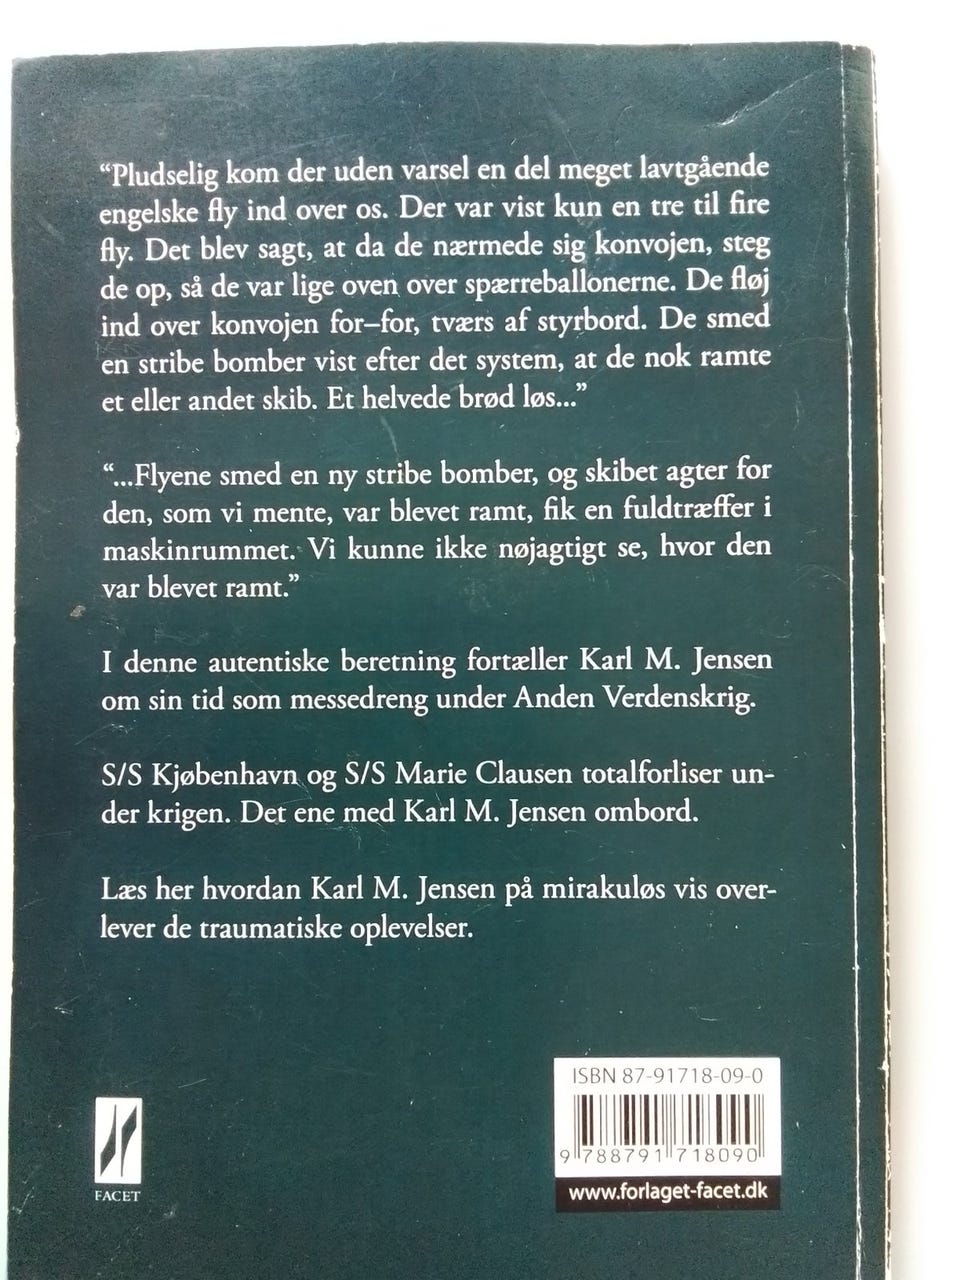 “Pludselig kom der uden varsel en del meget lavtgående
engelske fly ind over os. Der var vist kun en tre til fire
fly. Det blev sagt, at da de nærmede sig konvojen, steg
de op, så de var lige oven over spærreballonerne. De fløj
ind over konvojen for–for, tværs af styrbord. De smed
en stribe bomber vist efter det system, at de nok ramte
et eller andet skib. Et helvede brød løs...”
“...Flyene smed en ny stribe bomber, og skibet agter for
den, som vi mente, var blevet ramt, fik en fuldtræffer i
maskinrummet. Vi kunne ikke nøjagtigt se, hvor den
var blevet ramt.”
I denne autentiske beretning fortæller Karl M. Jensen
om sin tid som messedreng under Anden Verdenskrig.
S/S Kjøbenhavn og S/S Marie Clausen totalforliser un-
der krigen. Det ene med Karl M. Jensen ombord.
Læs her hvordan Karl M. Jensen på mirakuløs vis over-
lever de traumatiske oplevelser.
ISBN 87-91718-09-0
9 788791 718090
www.forlaget-facet.dk
FACET